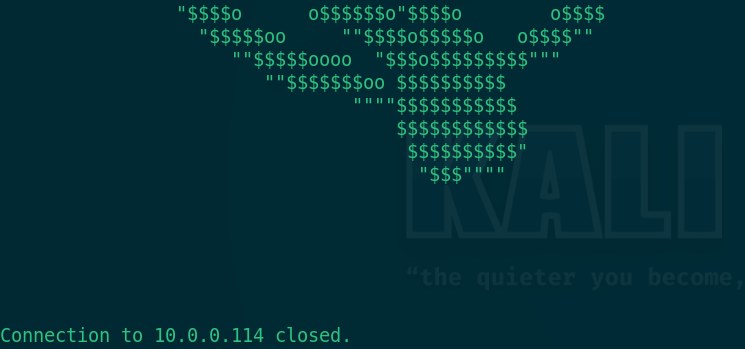 "$$$$o      o$$$$$$o"$$$$o        o$$$$
"$$$$$oo     ""$$$$o$$$$$o   o$$$$""
""$$$$$oooo  "$$$o$$$$$$$$$"""
""$$$$$$$oo $$$$$$$$$$
""""$$$$$$$$$$$
$$$$$$$$$$$$
$$$$$$$$$$"
"$$$""""
KALI
“the quieter you become,
Connection to 10.0.0.114 closed.